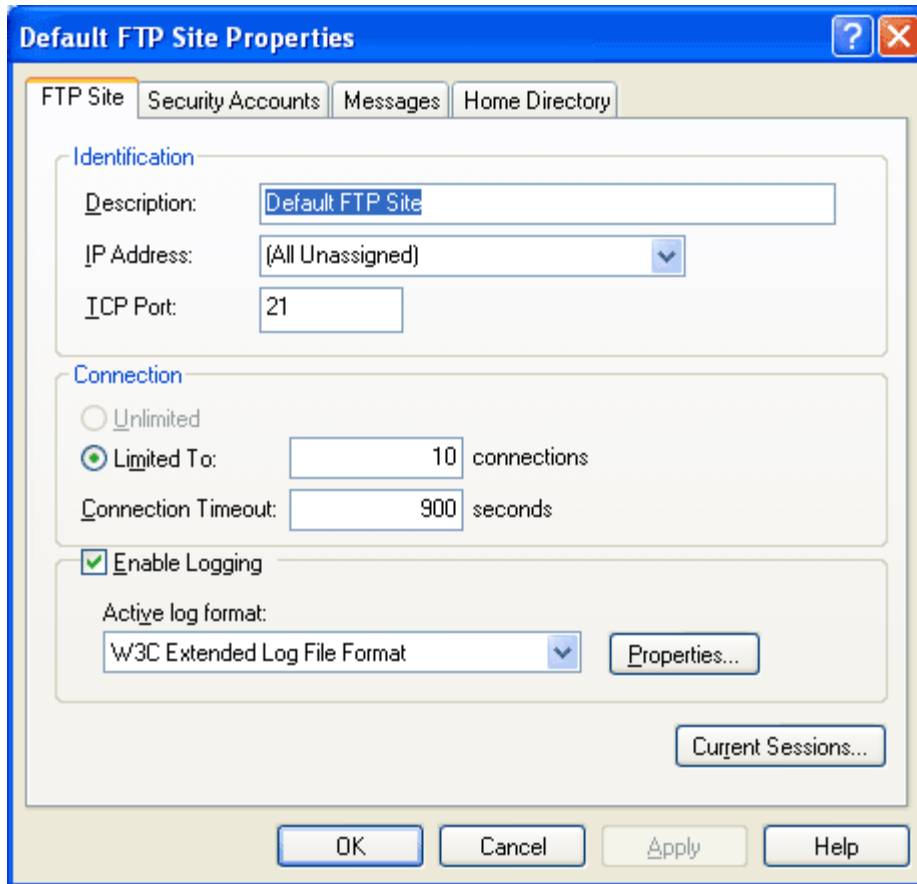 Default FTP Site Properties
FTP Site Security Accounts Messages Home Directory
Identification
Description: Default FTP Site
IP Address: (All Unassigned)
TCP Port: 21
Connection
Unlimited
Limited To: 10 connections
Connection Timeout: 900 seconds
Enable Logging
Active log format:
W3C Extended Log File Format Properties...
Current Sessions...
OK Cancel Apply Help